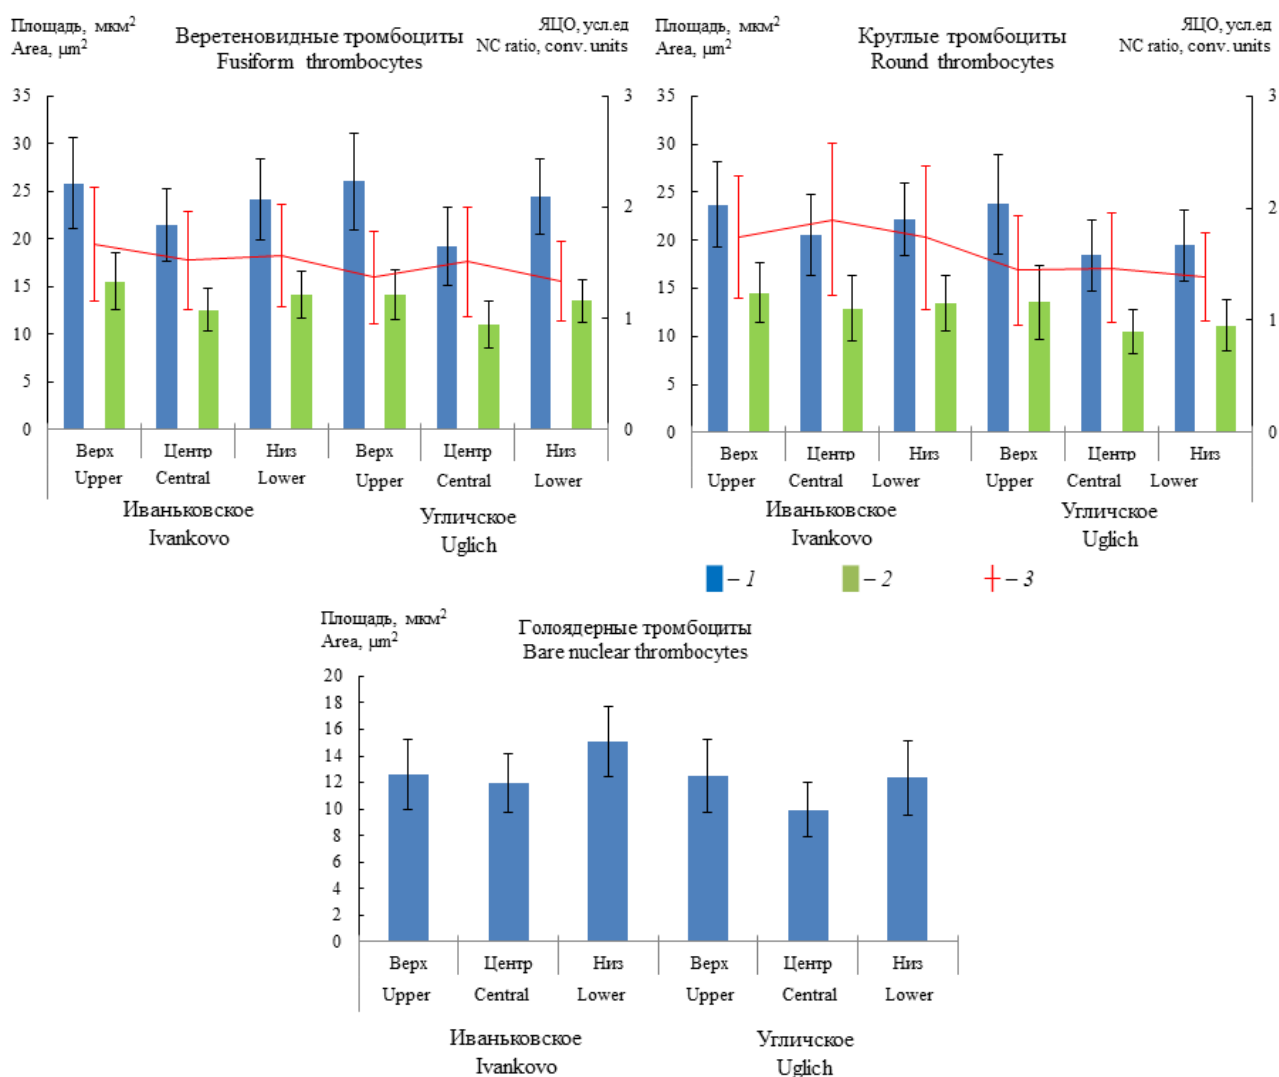 Площадь, мкм²
Area, μm²
Веретеновидные тромбоциты
Fusiform thrombocytes
ЯЦО, усл.ед
NC ratio, conv. units
35
30
25
20
15
10
5
0
3
2
1
0
Верх Центр Низ Верх Центр Низ
Upper Central Lower Upper Central Lower
Иваньковское Угличское
Ivankovo Uglich
Площадь, мкм²
Area, μm²
Круглые тромбоциты
Round thrombocytes
ЯЦО, усл.ед
NC ratio, conv. units
35
30
25
20
15
10
5
0
3
2
1
0
Верх Центр Низ Верх Центр Низ
Upper Central Lower Upper Central Lower
Иваньковское Угличское
Ivankovo Uglich
– 1 – 2 – 3
Площадь, мкм²
Area, μm²
Голоядерные тромбоциты
Bare nuclear thrombocytes
20
18
16
14
12
10
8
6
4
2
0
Верх Центр Низ Верх Центр Низ
Upper Central Lower Upper Central Lower
Иваньковское Угличское
Ivankovo Uglich